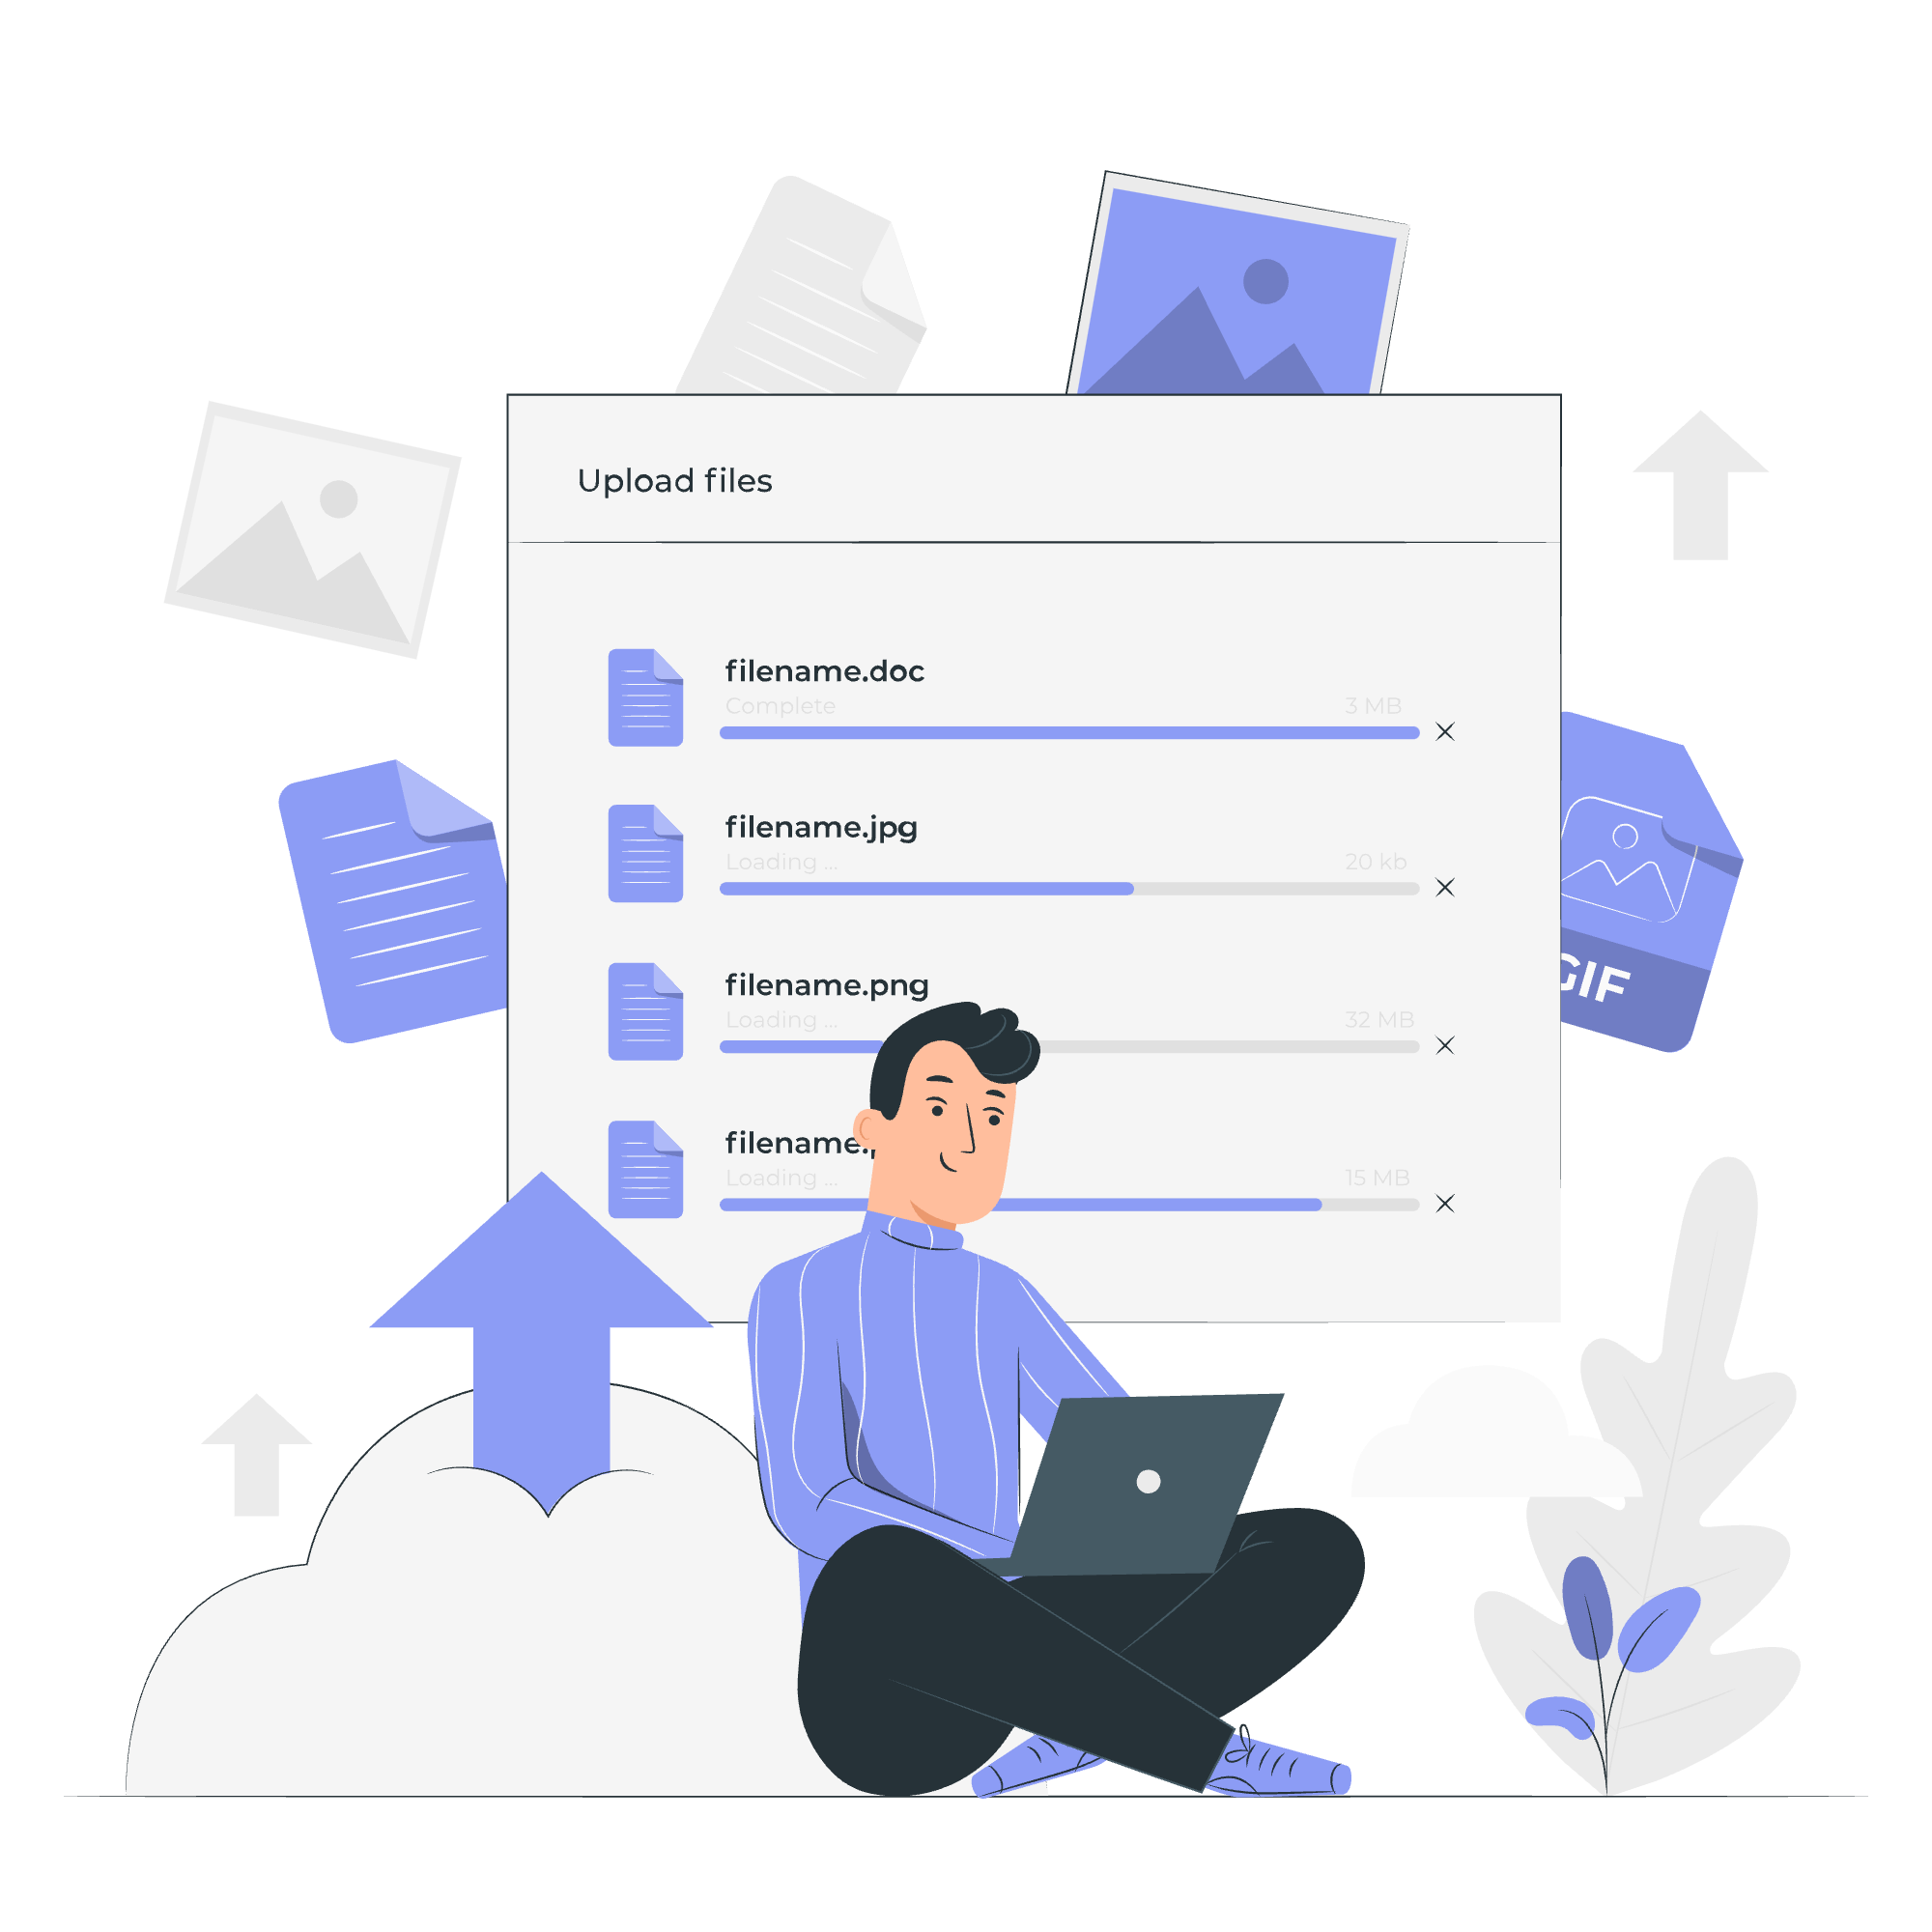 Upload files
filename.doc
Complete 3 MB
filename.jpg
Loading ... 20 kb
filename.png
Loading ... 32 MB
GIF
Loading ... 15 MB